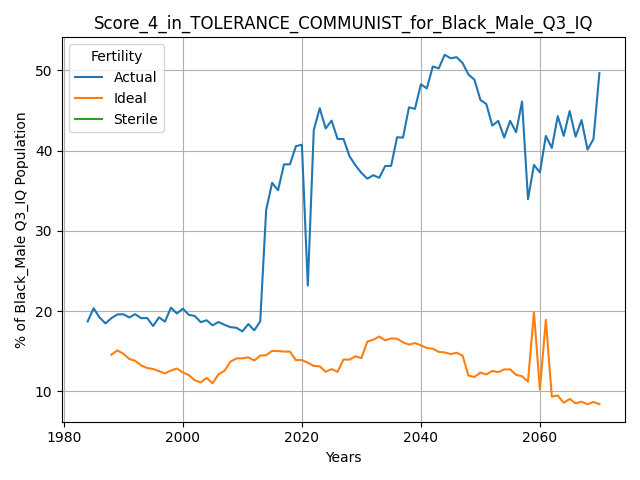 Score_4_in_TOLERANCE_COMMUNIST_for_Black_Male_Q3_IQ
Fertility
Actual
Ideal
Sterile
% of Black_Male Q3_IQ Population
50
40
30
20
10
1980
2000
2020
2040
2060
Years